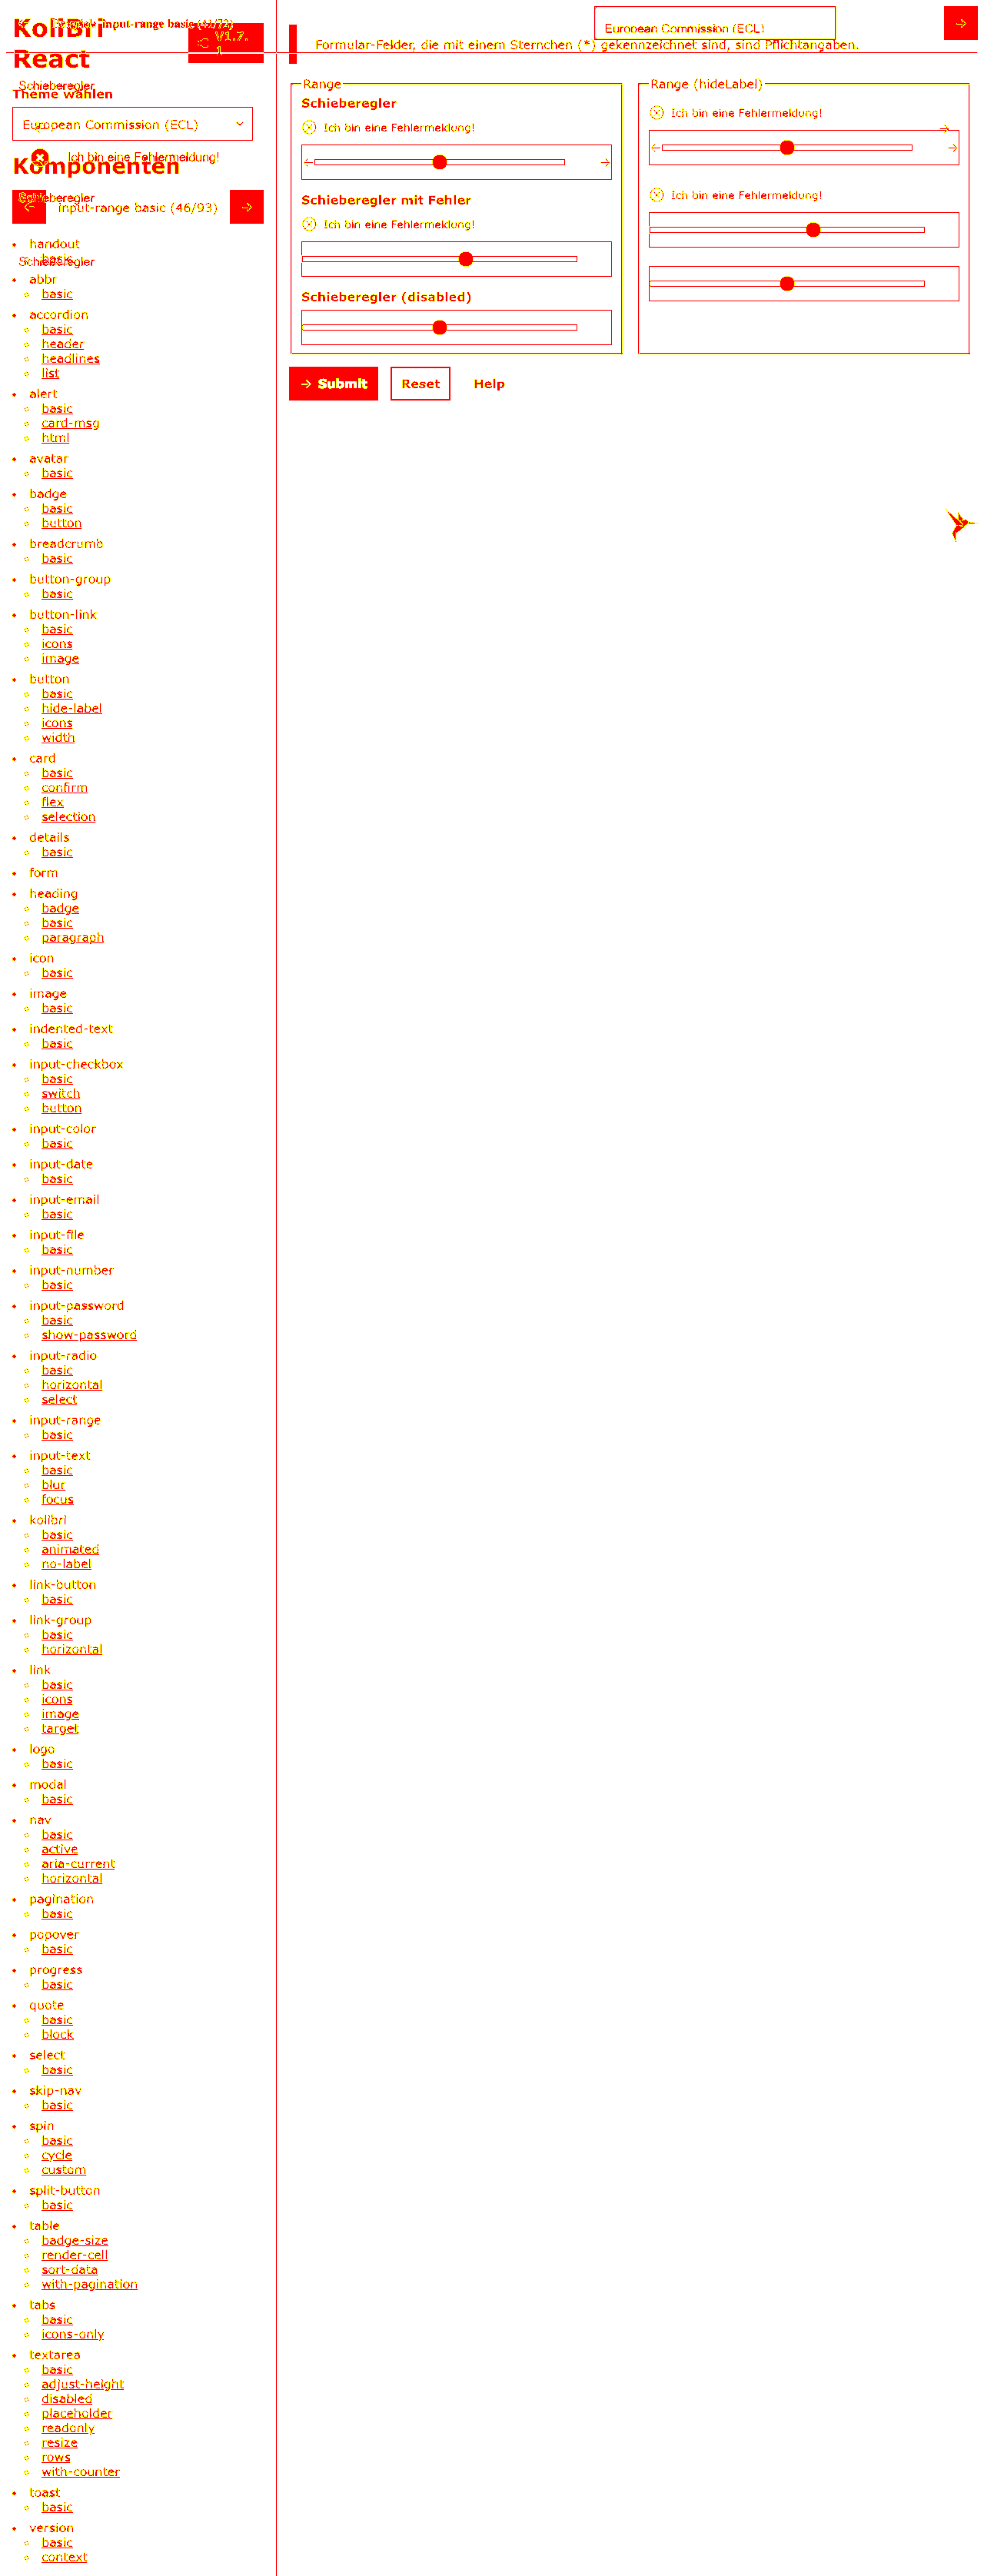 KoliBri
React
V1.7.
1
input-range basic (41/72)
European Commission (ECL)
Formular-Felder, die mit einem Sternchen (*) gekennzeichnet sind, sind Pflichtangaben.
Schieberegler
Theme wählen
European Commission (ECL)
Ich bin eine Fehlermeldung!
Komponenten
Schieberegler
input-range basic (46/93)
handout
basic
Schieberegler
abbr
basic
accordion
basic
header
headlines
list
alert
basic
card-msg
html
avatar
basic
badge
basic
button
breadcrumb
basic
button-group
basic
button-link
basic
icons
image
button
basic
hide-label
icons
width
card
basic
confirm
flex
selection
details
basic
form
heading
badge
basic
paragraph
icon
basic
image
basic
indented-text
basic
input-checkbox
basic
switch
button
input-color
basic
input-date
basic
input-email
basic
input-file
basic
input-number
basic
input-password
basic
show-password
input-radio
basic
horizontal
select
input-range
basic
input-text
basic
blur
focus
kolibri
basic
animated
no-label
link-button
basic
link-group
basic
horizontal
link
basic
icons
image
target
logo
basic
modal
basic
nav
basic
active
aria-current
horizontal
pagination
basic
popover
basic
progress
basic
quote
basic
block
select
basic
skip-nav
basic
spin
basic
cycle
custom
split-button
basic
table
badge-size
render-cell
sort-data
with-pagination
tabs
basic
icons-only
textarea
basic
adjust-height
disabled
placeholder
readonly
resize
rows
with-counter
toast
basic
version
basic
context
Range
Schieberegler
Ich bin eine Fehlermeldung!
Schieberegler mit Fehler
Ich bin eine Fehlermeldung!
Schieberegler (disabled)
Range (hideLabel)
Ich bin eine Fehlermeldung!
Ich bin eine Fehlermeldung!
Submit
Reset
Help